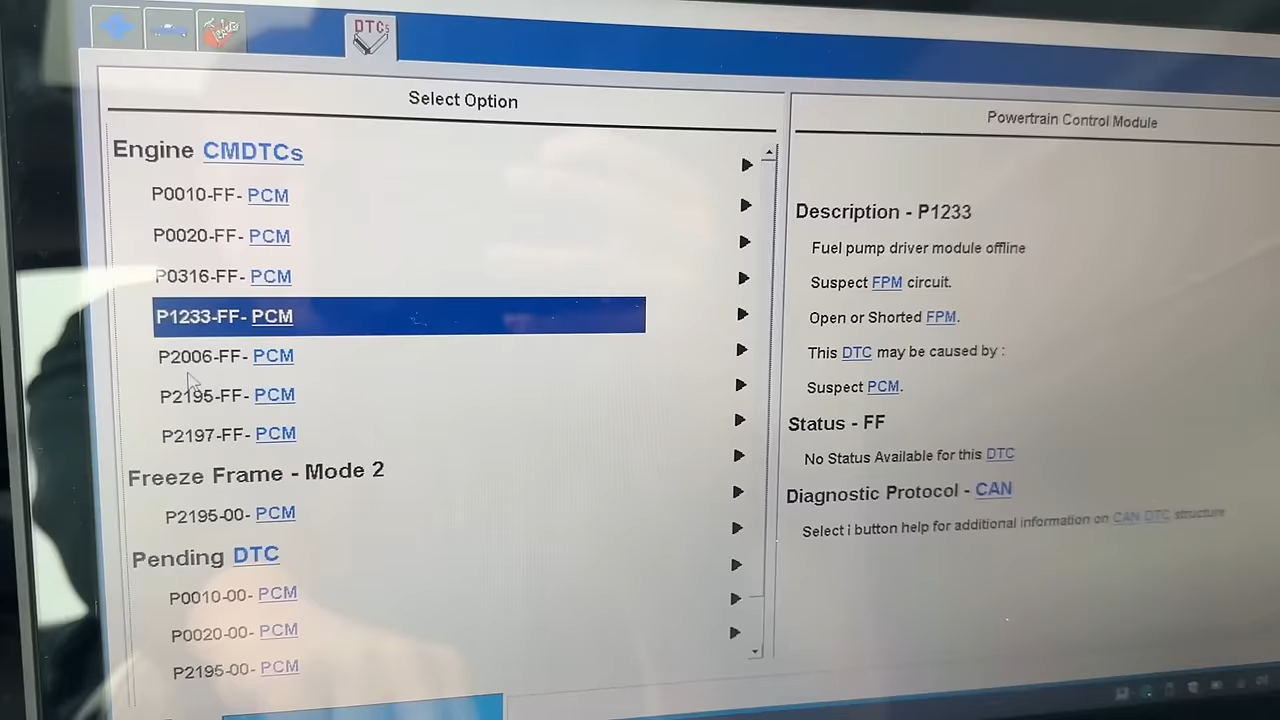 DTCs
Select Option
Engine CMDTCs
P0010-FF- PCM
P0020-FF- PCM
P0316-FF- PCM
P1233-FF- PCM
P2006-FF- PCM
P2195-FF- PCM
P2197-FF- PCM
Freeze Frame - Mode 2
P2195-00- PCM
Pending DTC
P0010-00- PCM
P0020-00- PCM
P2195-00- PCM
Powertrain Control Module
Description - P1233
Fuel pump driver module offline
Suspect FPM circuit.
Open or Shorted FPM.
This DTC may be caused by :
Suspect PCM.
Status - FF
No Status Available for this DTC
Diagnostic Protocol - CAN
Select i button help for additional information on CAN DTC structure